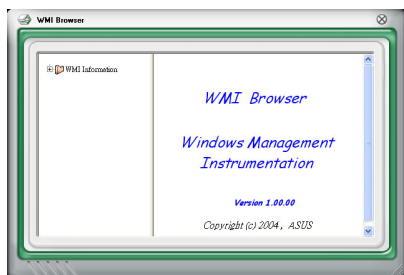 WMI Browser
WMI Information
WMI Browser
Windows Management
Instrumentation
Version 1.00.00
Copyright (c) 2004, ASUS